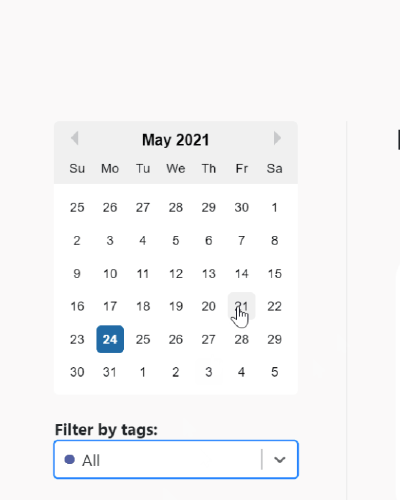 May 2021
Su Mo Tu We Th Fr Sa
25 26 27 28 29 30 1
2 3 4 5 6 7 8
9 10 11 12 13 14 15
16 17 18 19 20 21 22
23 24 25 26 27 28 29
30 31 1 2 3 4 5
Filter by tags:
All